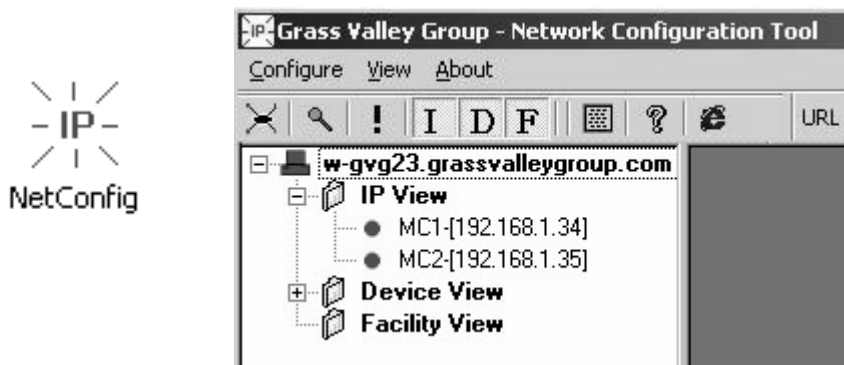 IP
NetConfig
IP Grass Valley Group - Network Configuration Tool
Configure View About
! I D F ? e URL
w-gvg23.grassvalleygroup.com
IP View
MC1-[192.168.1.34]
MC2-[192.168.1.35]
Device View
Facility View